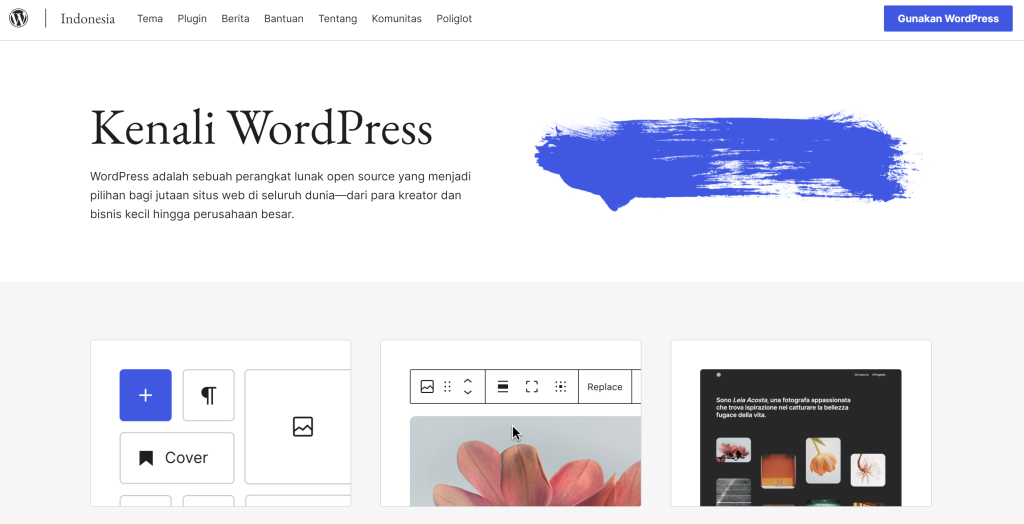 Indonesia
Tema Plugin Berita Bantuan Tentang Komunitas Poliglot
Gunakan WordPress
Kenali WordPress
WordPress adalah sebuah perangkat lunak open source yang menjadi
pilihan bagi jutaan situs web di seluruh dunia—dari para kreator dan
bisnis kecil hingga perusahaan besar.
Cover
Replace
Sono Leia Acosta, una fotografa appassionata
che trova ispirazione nel catturare la bellezza
fugace della vita.